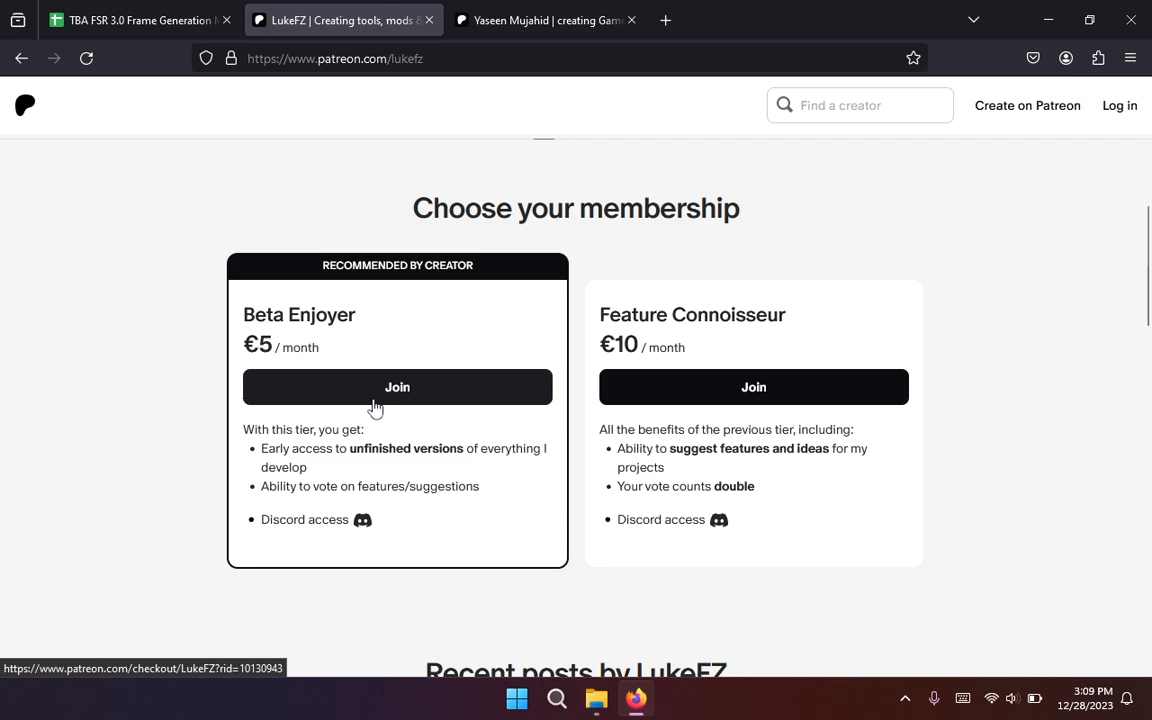 TBA FSR 3.0 Frame Generation
LukeFZ | Creating tools, mods &
Yaseen Mujahid | creating Gam
https://www.patreon.com/lukefz
Find a creator
Create on Patreon
Log in
Choose your membership
RECOMMENDED BY CREATOR
Beta Enjoyer
€5 / month
Join
With this tier, you get:
• Early access to unfinished versions of everything I
develop
• Ability to vote on features/suggestions
• Discord access
Feature Connoisseur
€10 / month
Join
All the benefits of the previous tier, including:
• Ability to suggest features and ideas for my
projects
• Your vote counts double
• Discord access
Recent posts by LukeFZ
https://www.patreon.com/checkout/LukeFZ?rid=10130943
3:09 PM
12/28/2023